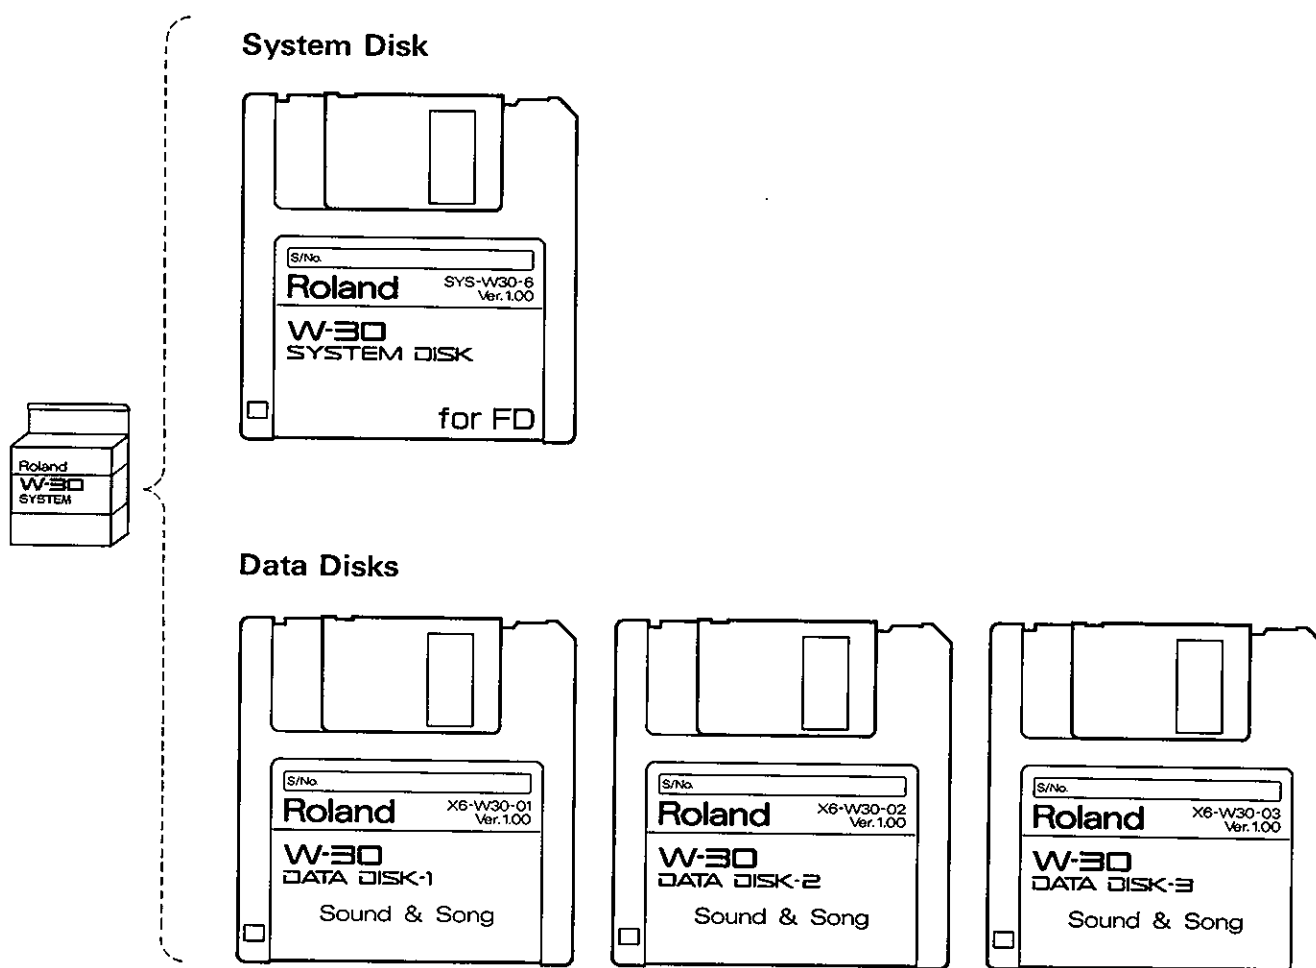 System Disk
S/No.
Roland SYS-W30-6
Ver.1.00
W-30
SYSTEM DISK
for FD
Roland
W-30
SYSTEM
Data Disks
S/No.
Roland X6-W30-01
Ver.1.00
W-30
DATA DISK-1
Sound & Song
S/No.
Roland X6-W30-02
Ver.1.00
W-30
DATA DISK-2
Sound & Song
S/No.
Roland X6-W30-03
Ver.1.00
W-30
DATA DISK-3
Sound & Song